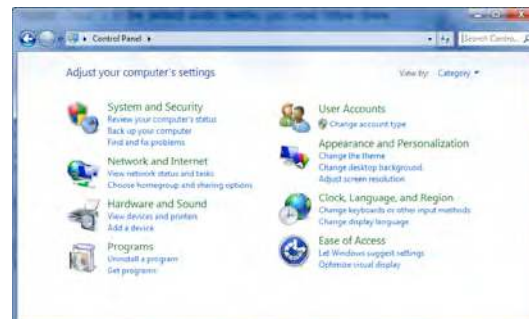 Control Panel
Search Contro...
Adjust your computer's settings
View by: Category
System and Security
Review your computer's status
Back up your computer
Find and fix problems
Network and Internet
View network status and tasks
Choose homegroup and sharing options
Hardware and Sound
View devices and printers
Add a device
Programs
Uninstall a program
Get programs
User Accounts
Change account type
Appearance and Personalization
Change the theme
Change desktop background
Adjust screen resolution
Clock, Language, and Region
Change keyboards or other input methods
Change display language
Ease of Access
Let Windows suggest settings
Optimize visual display